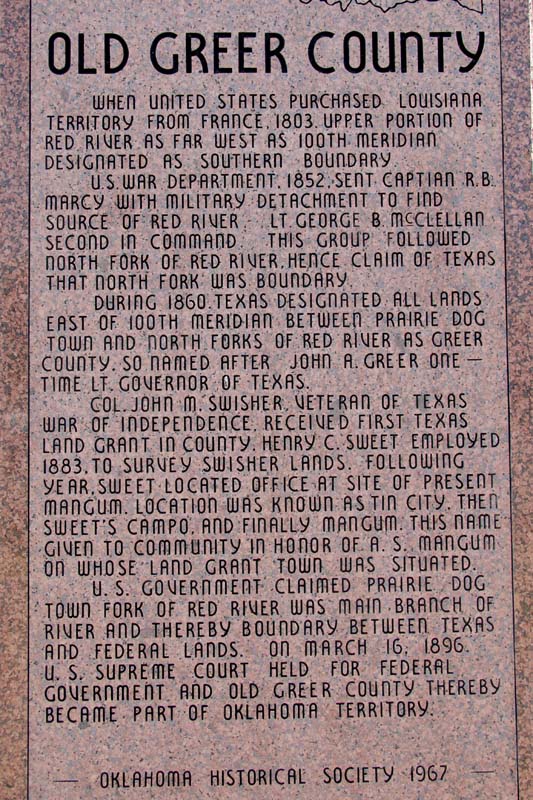 OLD GREER COUNTY
WHEN UNITED STATES PURCHASED LOUISIANA
TERRITORY FROM FRANCE, 1803, UPPER PORTION OF
RED RIVER AS FAR WEST AS 100TH MERIDIAN
DESIGNATED AS SOUTHERN BOUNDARY.
U.S. WAR DEPARTMENT, 1852, SENT CAPTIAN R.B.
MARCY WITH MILITARY DETACHMENT TO FIND
SOURCE OF RED RIVER. LT. GEORGE B. McCLELLAN
SECOND IN COMMAND. THIS GROUP FOLLOWED
NORTH FORK OF RED RIVER, HENCE CLAIM OF TEXAS
THAT NORTH FORK WAS BOUNDARY.
DURING 1860, TEXAS DESIGNATED ALL LANDS
EAST OF 100TH MERIDIAN BETWEEN PRAIRIE DOG
TOWN AND NORTH FORKS OF RED RIVER AS GREER
COUNTY, SO NAMED AFTER JOHN A. GREER ONE—
TIME LT. GOVERNOR OF TEXAS.
COL. JOHN M. SWISHER, VETERAN OF TEXAS
WAR OF INDEPENDENCE, RECEIVED FIRST TEXAS
LAND GRANT IN COUNTY. HENRY C. SWEET EMPLOYED
1883, TO SURVEY SWISHER LANDS. FOLLOWING
YEAR, SWEET LOCATED OFFICE AT SITE OF PRESENT
MANGUM. LOCATION WAS KNOWN AS TIN CITY, THEN
SWEET'S CAMPO, AND FINALLY MANGUM. THIS NAME
GIVEN TO COMMUNITY IN HONOR OF A. S. MANGUM
ON WHOSE LAND GRANT TOWN WAS SITUATED.
U. S. GOVERNMENT CLAIMED PRAIRIE DOG
TOWN FORK OF RED RIVER WAS MAIN BRANCH OF
RIVER AND THEREBY BOUNDARY BETWEEN TEXAS
AND FEDERAL LANDS. ON MARCH 16, 1896,
U. S. SUPREME COURT HELD FOR FEDERAL
GOVERNMENT AND OLD GREER COUNTY THEREBY
BECAME PART OF OKLAHOMA TERRITORY.
— OKLAHOMA HISTORICAL SOCIETY 1967 —